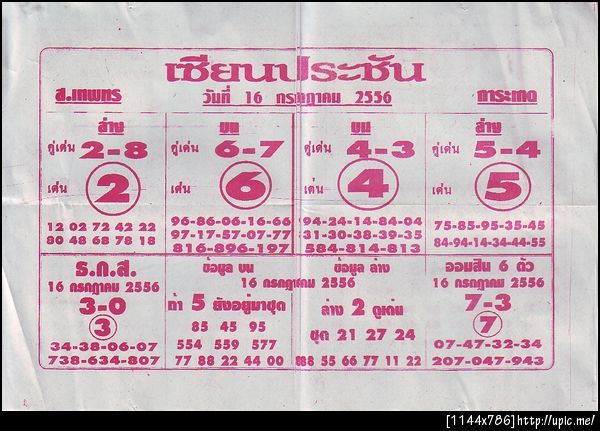 เซียนประชัน
ส.เทพทร วันที่ 16 กรกฎาคม 2556 การะเกด
ล่าง
คู่เด่น 2-8
เด่น 2
12 02 72 42 22
80 48 68 78 18
บน
คู่เด่น 6-7
เด่น 6
96-86-06-16-66
97-17-57-07-77
816-896-197
บน
คู่เด่น 4-3
เด่น 4
94-24-14-84-04
31-30-38-39-35
584-814-813
ล่าง
คู่เด่น 5-4
เด่น 5
75-85-95-35-45
84-94-14-34-44-55
ธ.ก.ส.
16 กรกฎาคม 2556
3-0
3
34-38-06-07
738-634-807
ข้อมูล บน ข้อมูล ล่าง
16 กรกฎาคม 2556
ถ้า 5 ยังอยู่มาชุด
85 45 95
554 559 577
77 88 22 44 00
ล่าง 2 ดูเด่น
ชุด 21 27 24
88 55 66 77 11 22
ออมสิน 6 ตัว
16 กรกฎาคม 2556
7-3
7
07-47-32-34
207-047-943
[1144x786]http://upic.me/